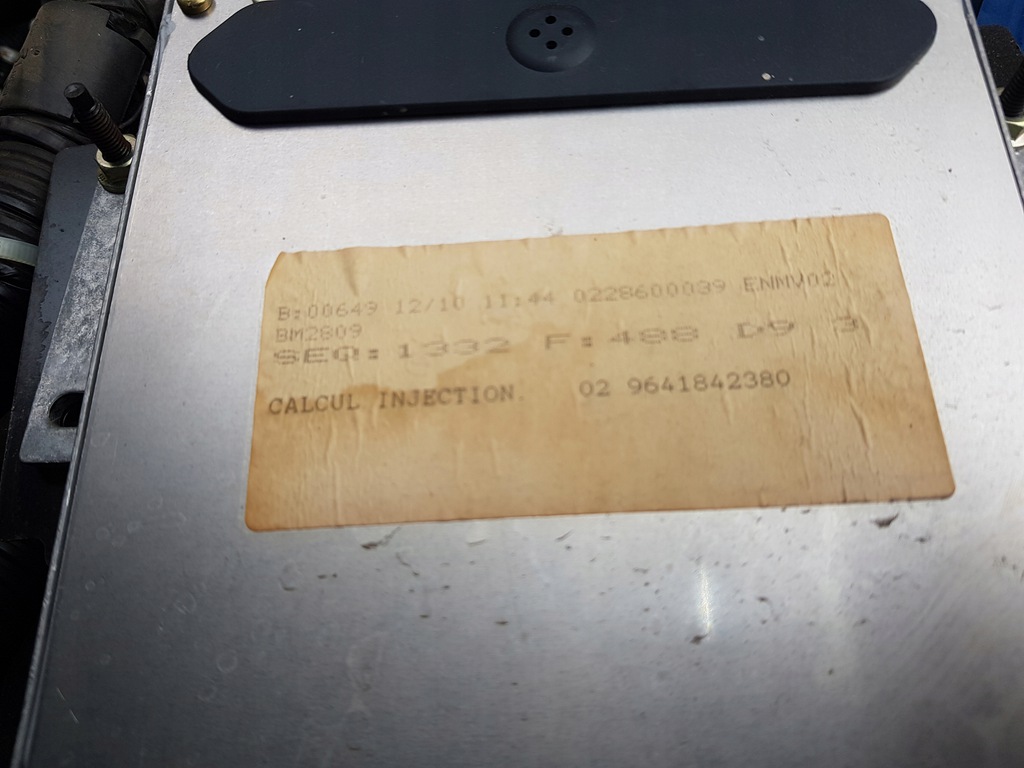 B:00649 12/10 11:44 0228600039 ENMV02
BM2809
SEQ: 1332 F: 488 D9 3
CALCUL INJECTION. 02 9641842380